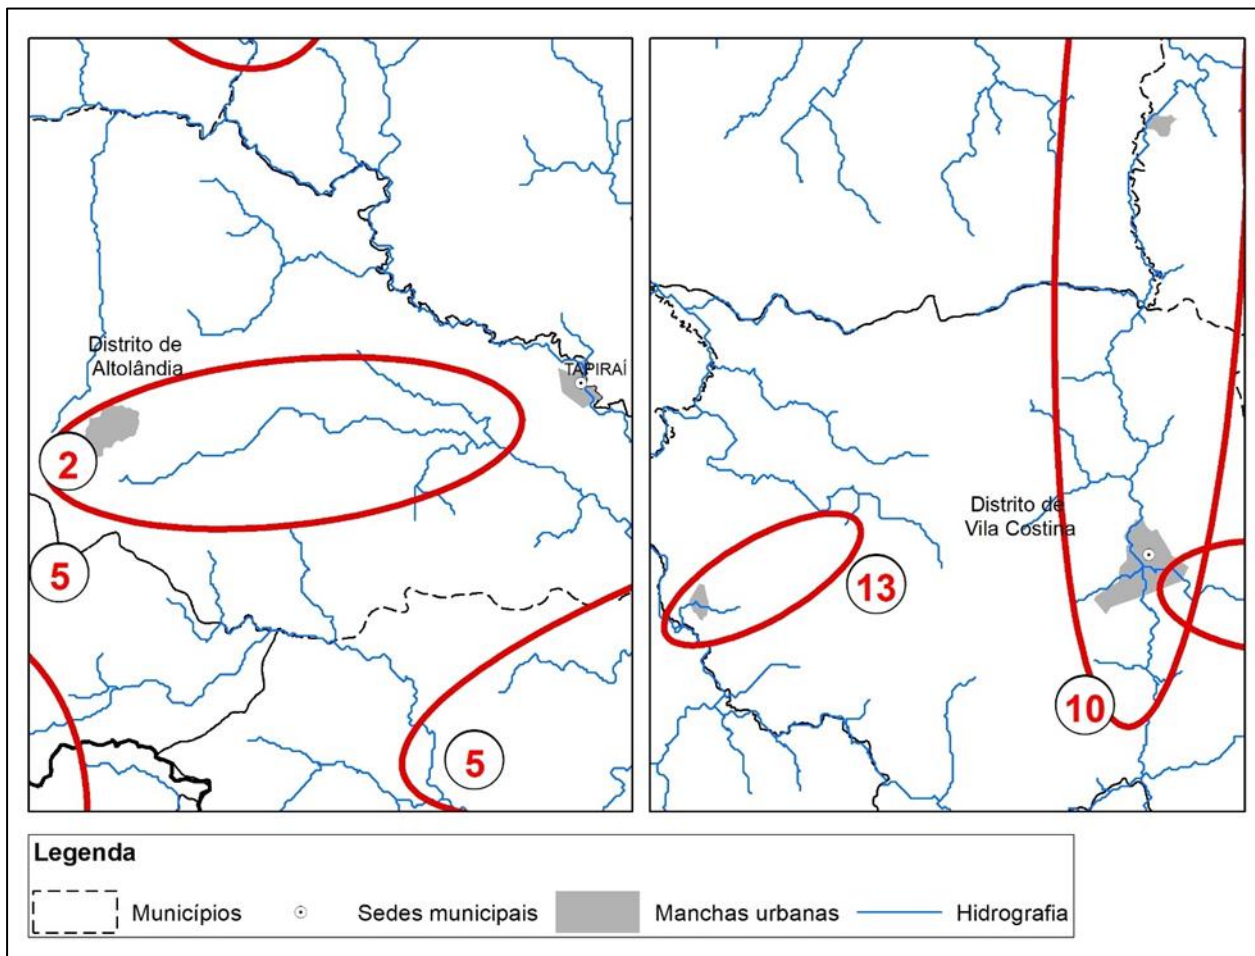 Distrito de
Altolândia
TAPIRAÍ
2
5
5
Distrito de
Vila Costina
13
10
Legenda
Municípios
Sedes municipais
Manchas urbanas
Hidrografia